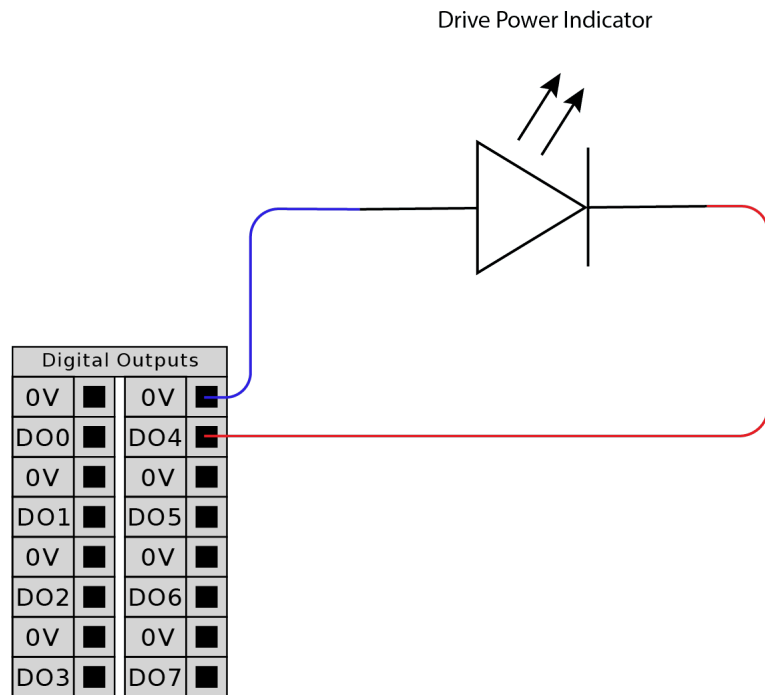 Drive Power Indicator
Digital Outputs
0V 0V
DO0 DO4
0V 0V
DO1 DO5
0V 0V
DO2 DO6
0V 0V
DO3 DO7